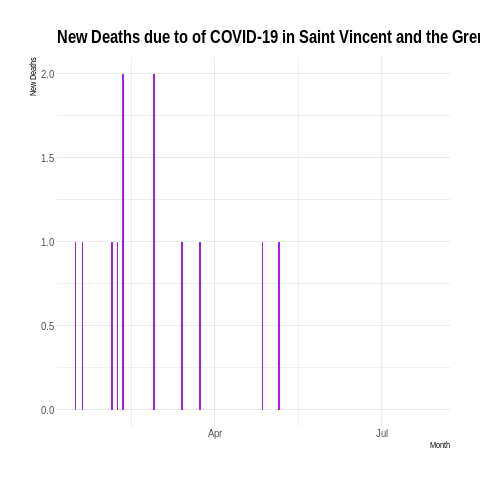 New Deaths due to of COVID-19 in Saint Vincent and the Gren
New Deaths
2.0
1.5
1.0
0.5
0.0
Apr
Jul
Month